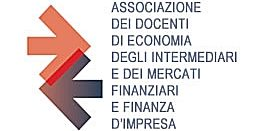 ASSOCIAZIONE
DEI DOCENTI
DI ECONOMIA
DEGLI INTERMEDIARI
E DEI MERCATI
FINANZIARI
E FINANZA
D'IMPRESA